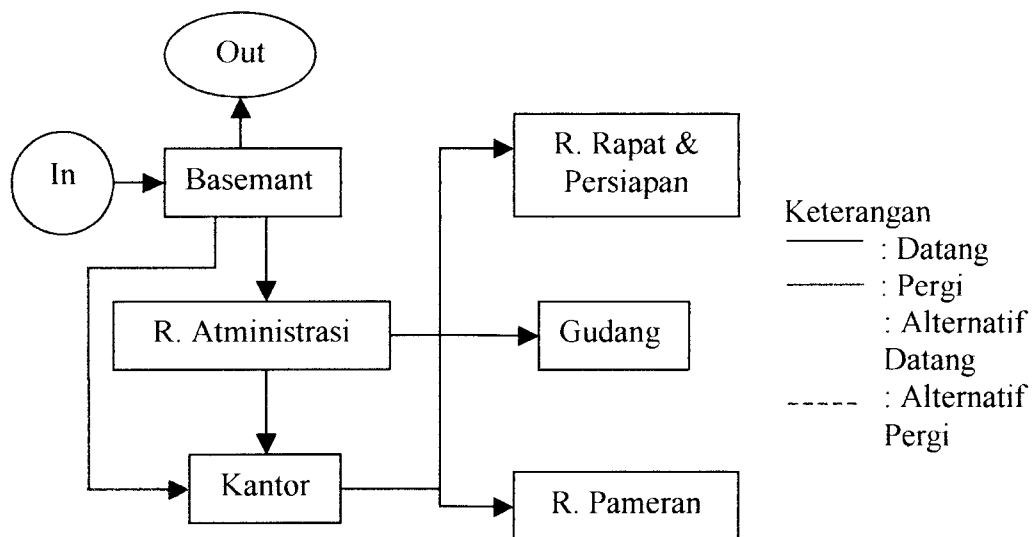 Out
In
Basemant
R. Rapat &
Persiapan
Keterangan
: Datang
: Pergi
: Alternatif
Datang
: Alternatif
Pergi
R. Atministrasi
Gudang
Kantor
R. Pameran